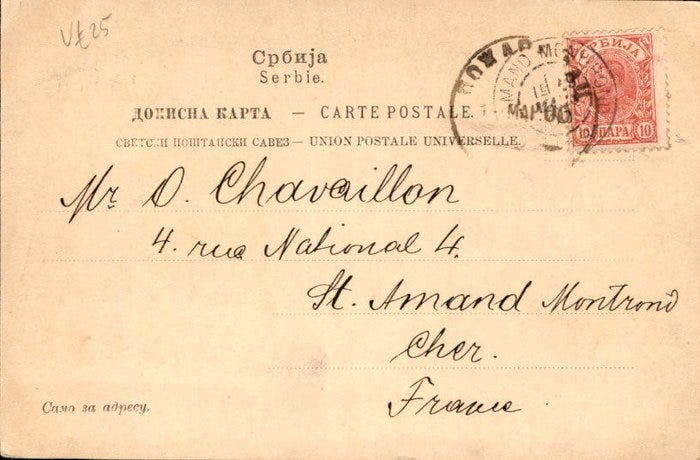 V£25
Србија
Serbie.
ДОПИСНА КАРТА — CARTE POSTALE.
СВЕТСКИ ПОШТАНСКИ САВЕЗ — UNION POSTALE UNIVERSELLE.
СРБИЈА
10 ПАРА 10
Mr O. Chavaillon
4. rue National 4.
St. Amand Montrond
Cher.
France
Само за адресу.